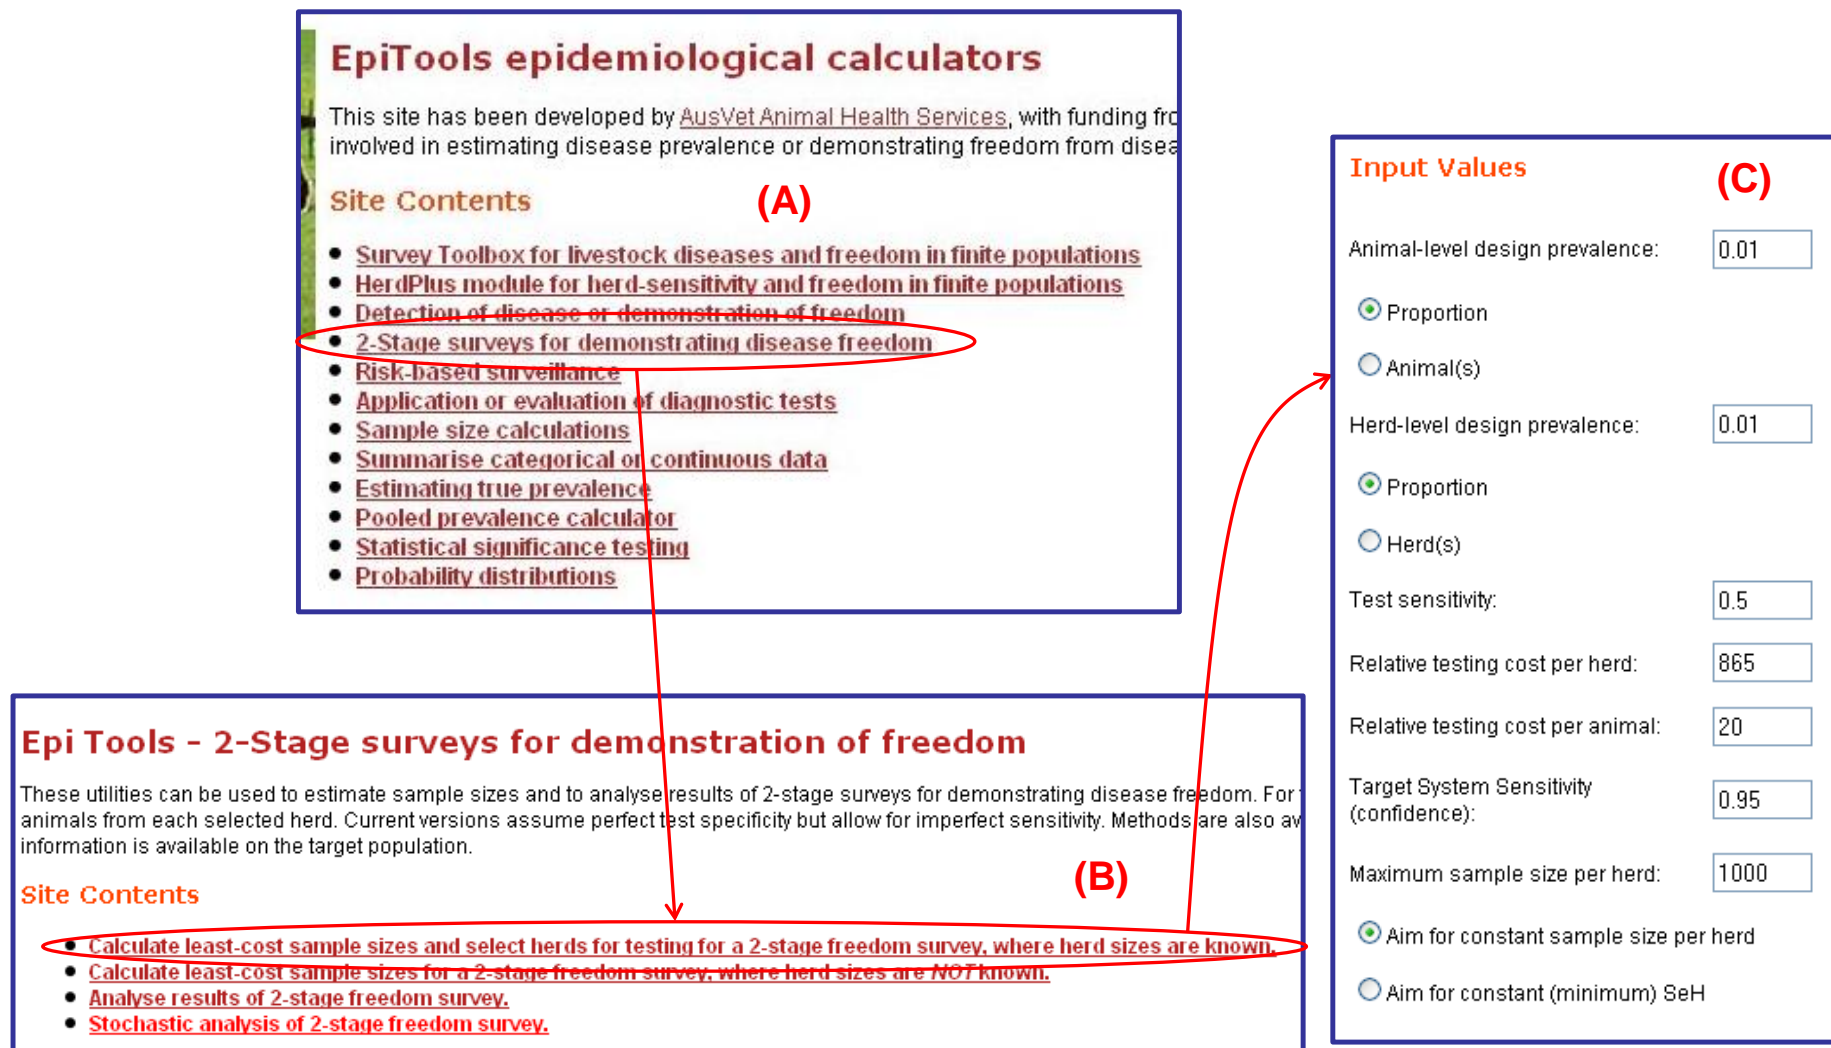 EpiTools epidemiological calculators
This site has been developed by AusVet Animal Health Services, with funding fro
involved in estimating disease prevalence or demonstrating freedom from disea
Site Contents
(A)
Survey Toolbox for livestock diseases and freedom in finite populations
HerdPlus module for herd-sensitivity and freedom in finite populations
Detection of disease or demonstration of freedom
2-Stage surveys for demonstrating disease freedom
Risk-based surveillance
Application or evaluation of diagnostic tests
Sample size calculations
Summarise categorical or continuous data
Estimating true prevalence
Pooled prevalence calculator
Statistical significance testing
Probability distributions
Epi Tools - 2-Stage surveys for demonstration of freedom
These utilities can be used to estimate sample sizes and to analyse results of 2-stage surveys for demonstrating disease freedom. For
animals from each selected herd. Current versions assume perfect test specificity but allow for imperfect sensitivity. Methods are also av
information is available on the target population.
(B)
Site Contents
Calculate least-cost sample sizes and select herds for testing for a 2-stage freedom survey, where herd sizes are known.
Calculate least-cost sample sizes for a 2-stage freedom survey, where herd sizes are NOT known.
Analyse results of 2-stage freedom survey.
Stochastic analysis of 2-stage freedom survey.
Input Values
(C)
Animal-level design prevalence: 0.01
Proportion
Animal(s)
Herd-level design prevalence: 0.01
Proportion
Herd(s)
Test sensitivity: 0.5
Relative testing cost per herd: 865
Relative testing cost per animal: 20
Target System Sensitivity
(confidence): 0.95
Maximum sample size per herd: 1000
Aim for constant sample size per herd
Aim for constant (minimum) SeH